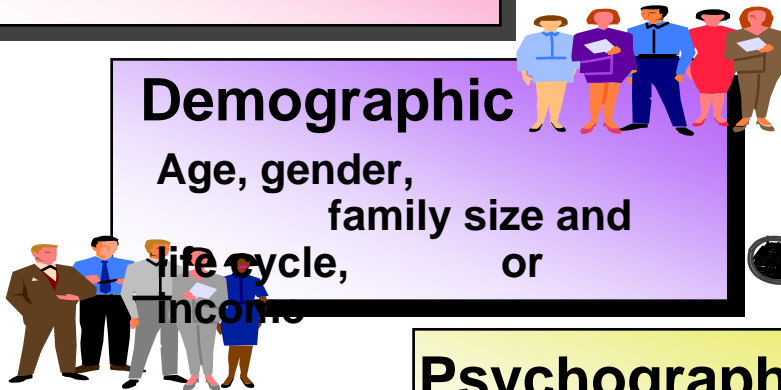 Demographic
Age, gender,
family size and
life cycle, or
income
Psychograph